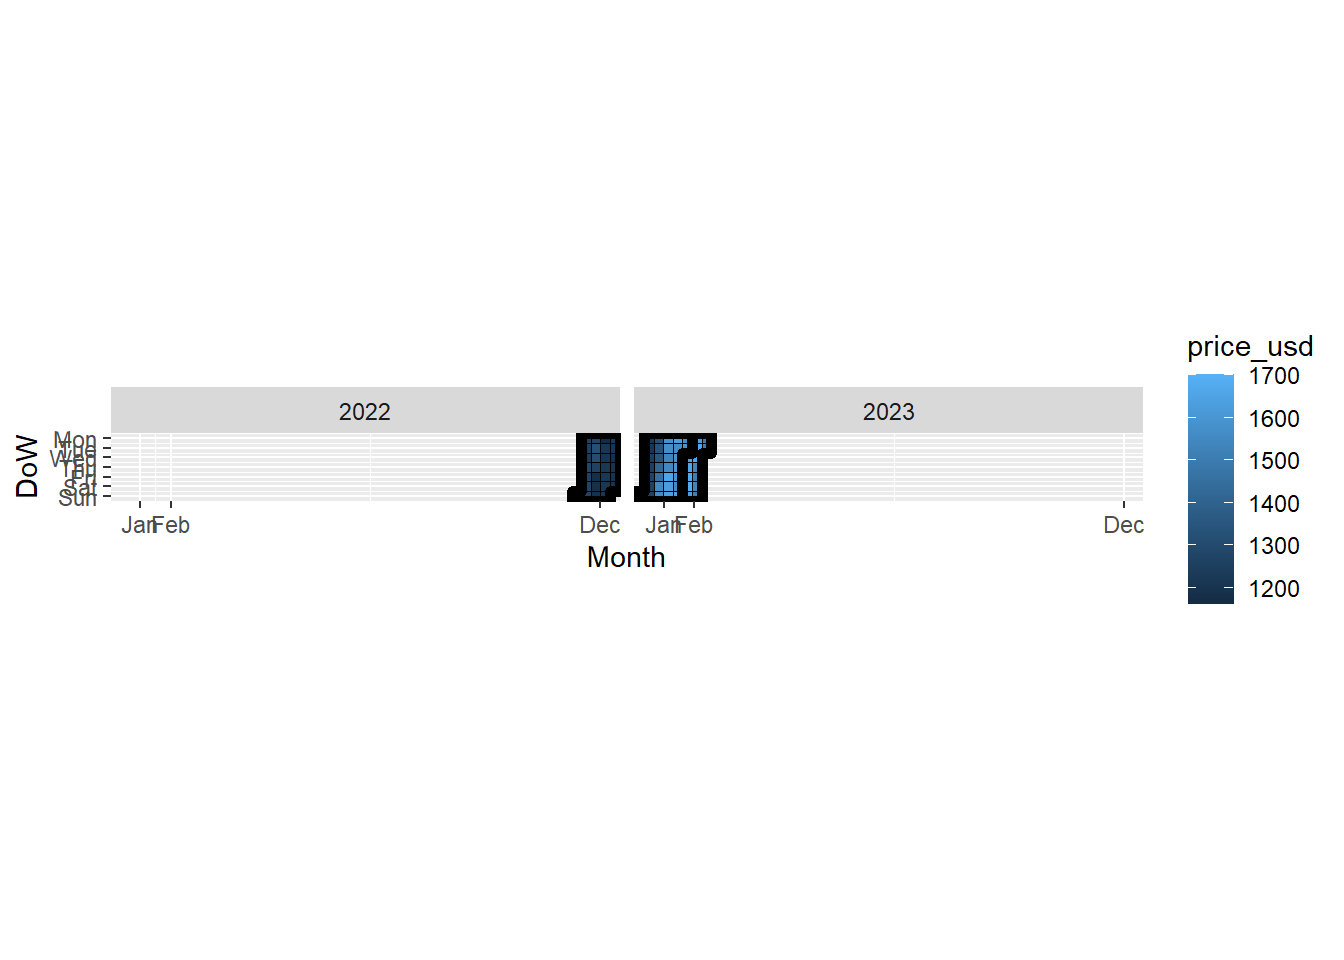 2022
2023
DoW
Mon
Tue
Wed
Thu
Fri
Sat
Sun
Jan
Feb
Dec
Jan
Feb
Dec
Month
price_usd
1700
1600
1500
1400
1300
1200